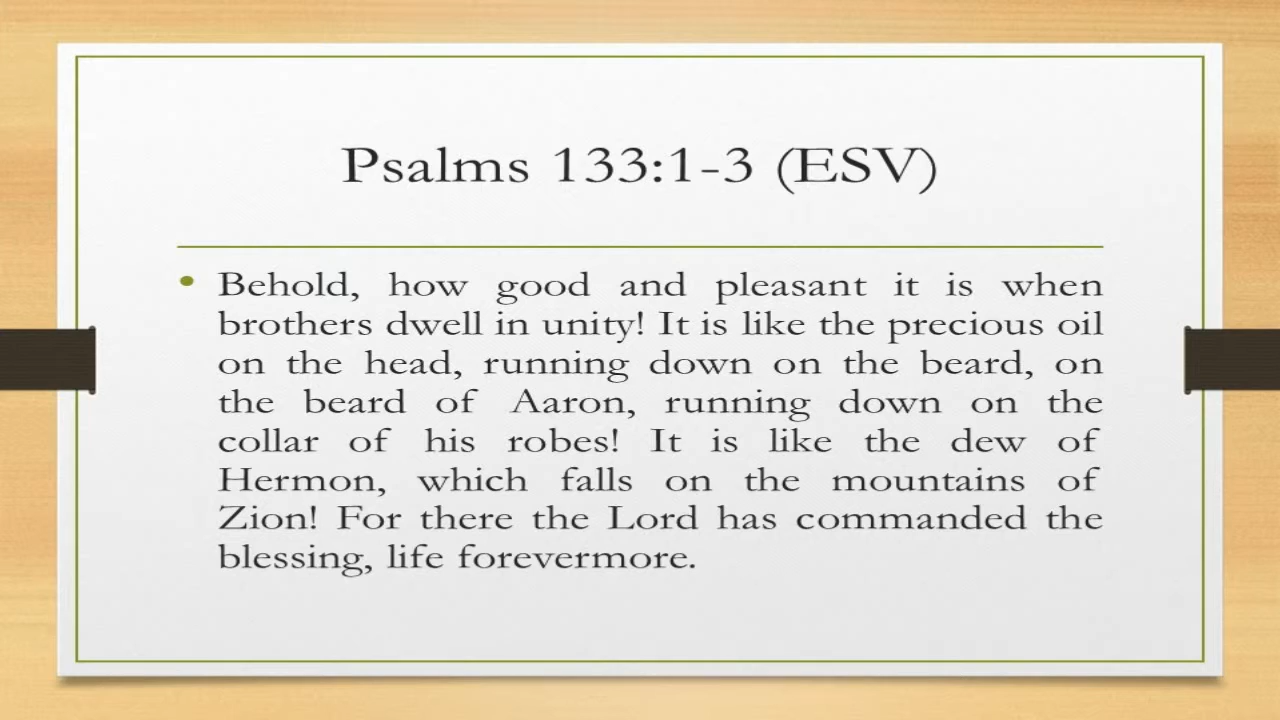 Psalms 133:1-3 (ESV)
• Behold, how good and pleasant it is when
brothers dwell in unity! It is like the precious oil
on the head, running down on the beard, on
the beard of Aaron, running down on the
collar of his robes! It is like the dew of
Hermon, which falls on the mountains of
Zion! For there the Lord has commanded the
blessing, life forevermore.